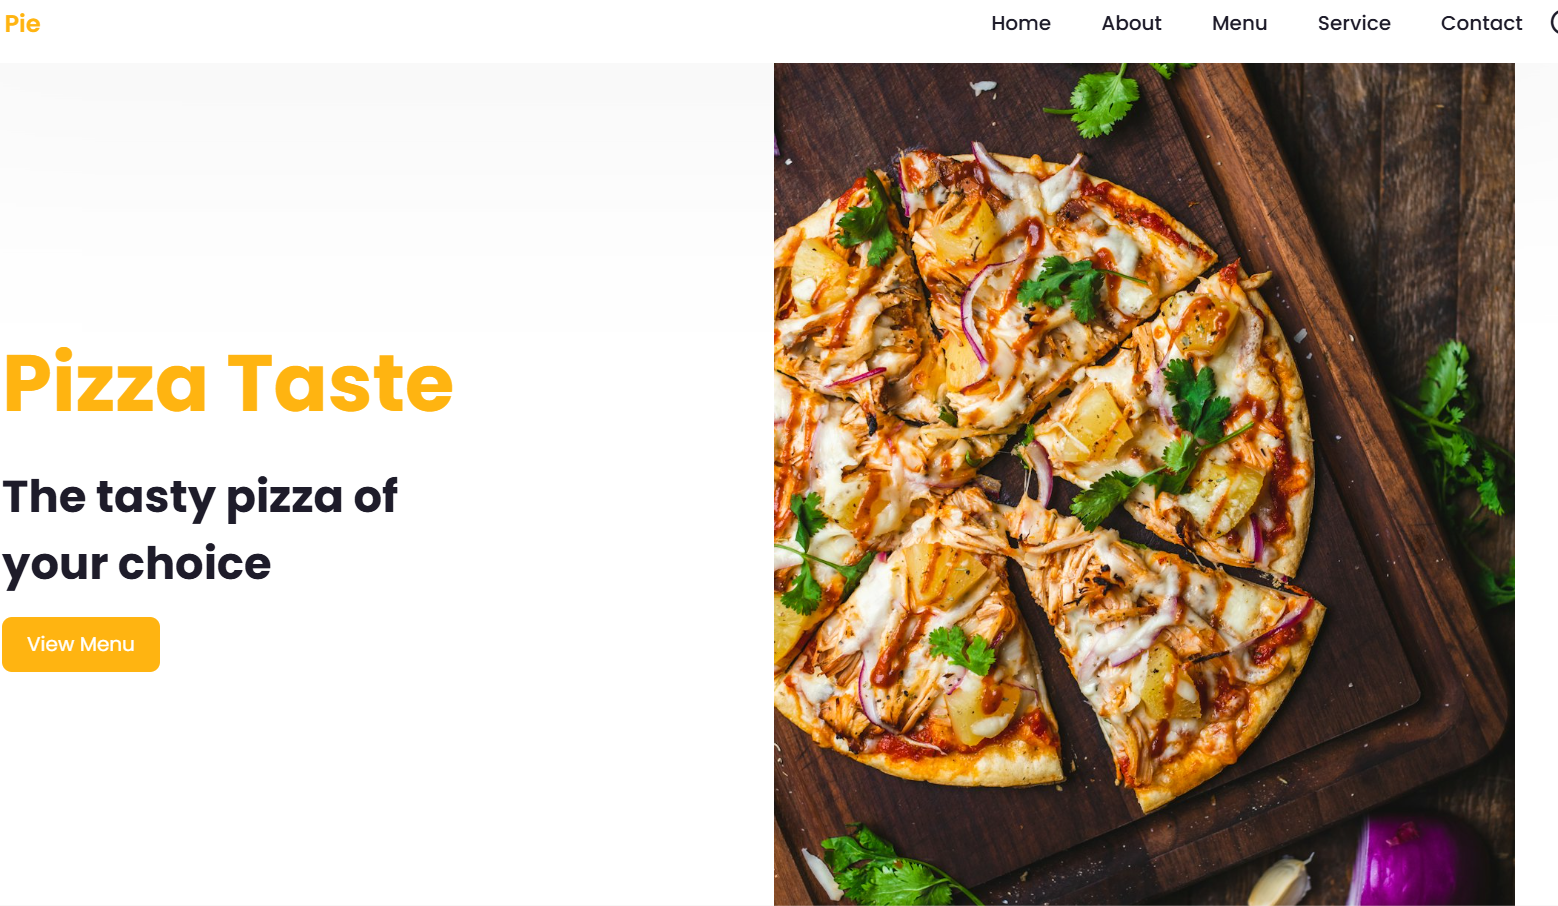 Pie
Home About Menu Service Contact
Pizza Taste
The tasty pizza of
your choice
View Menu